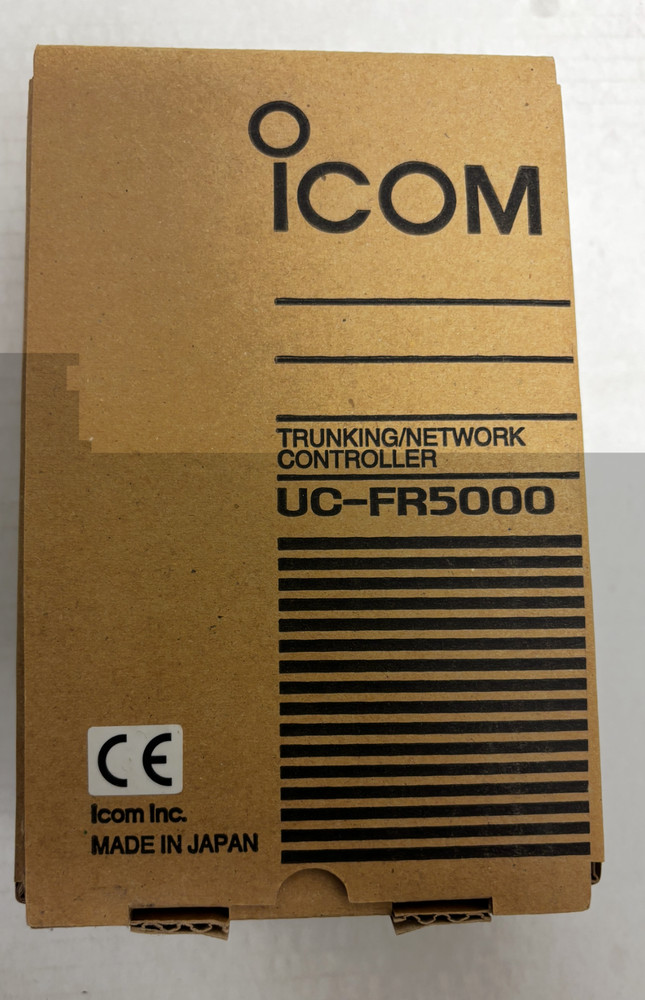 ICOM
TRUNKING/NETWORK
CONTROLLER
UC-FR5000
CE
Icom Inc.
MADE IN JAPAN